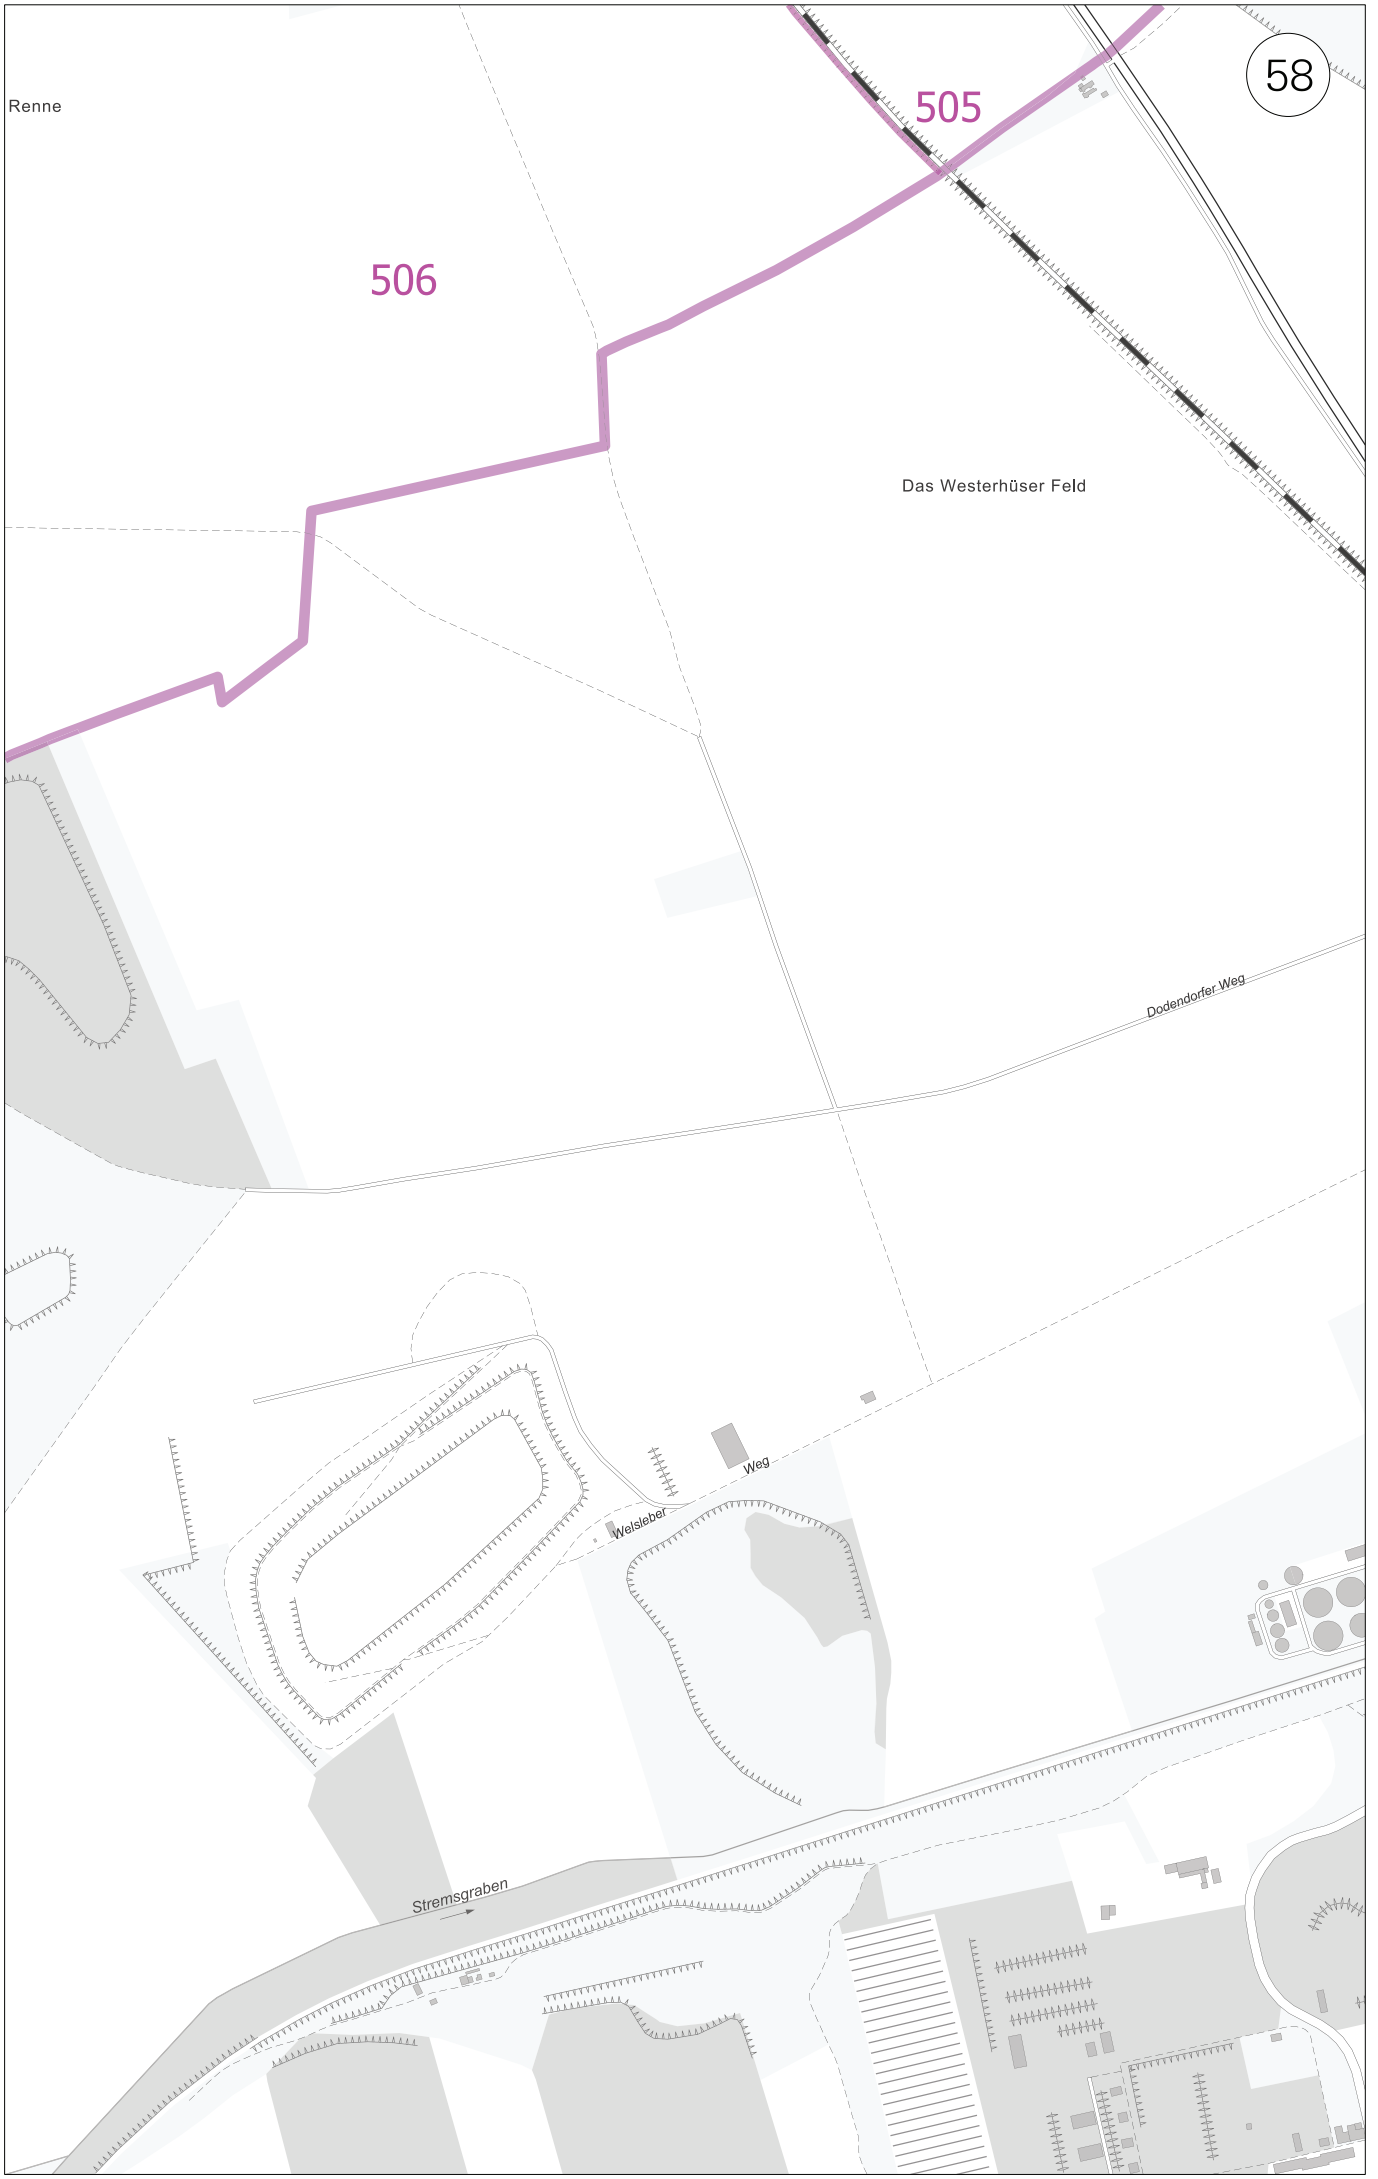 58
Renne
505
506
Das Westerhüser Feld
Dodendorfer Weg
Welsleber Weg
Stremsgraben